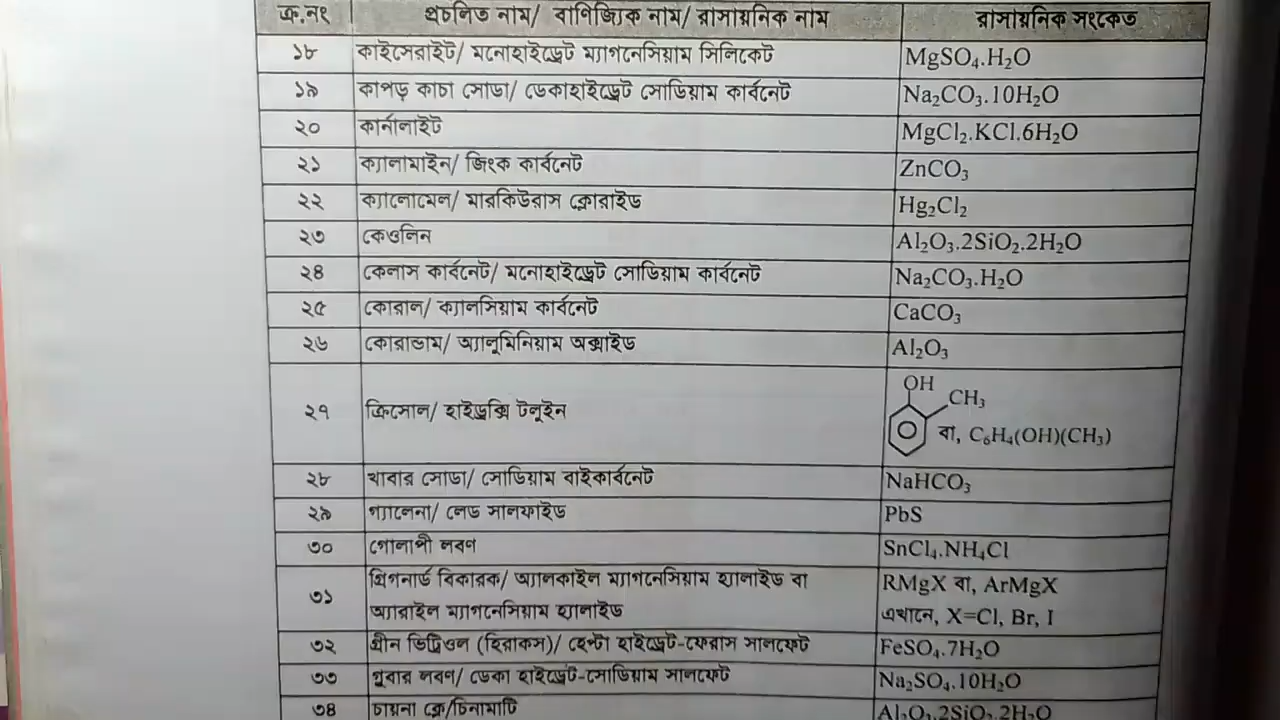 ক্র.নং প্রচলিত নাম/ বাণিজ্যিক নাম/ রাসায়নিক নাম রাসায়নিক সংকেত
১৮ কাইসেরাইট/ মনোহাইড্রেট ম্যাগনেসিয়াম সিলিকেট MgSO₄.H₂O
১৯ কাপড় কাচা সোডা/ ডেকাহাইড্রেট সোডিয়াম কার্বনেট Na₂CO₃.10H₂O
২০ কার্নালাইট MgCl₂.KCl.6H₂O
২১ ক্যালামাইন/ জিংক কার্বনেট ZnCO₃
২২ ক্যালোমেল/ মারকিউরাস ক্লোরাইড Hg₂Cl₂
২৩ কেওলিন Al₂O₃.2SiO₂.2H₂O
২৪ কেলাস কার্বনেট/ মনোহাইড্রেট সোডিয়াম কার্বনেট Na₂CO₃.H₂O
২৫ কোরাল/ ক্যালসিয়াম কার্বনেট CaCO₃
২৬ কোরান্ডাম/ অ্যালুমিনিয়াম অক্সাইড Al₂O₃
OH
CH₃
২৭ ক্রিসোল/ হাইড্রক্সি টলুইন বা, C₆H₄(OH)(CH₃)
২৮ খাবার সোডা/ সোডিয়াম বাইকার্বনেট NaHCO₃
২৯ গ্যালেনা/ লেড সালফাইড PbS
৩০ গোলাপী লবণ SnCl₄.NH₄Cl
৩১ গ্রিগনার্ড বিকারক/ অ্যালকাইল ম্যাগনেসিয়াম হ্যালাইড বা RMgX বা, ArMgX
অ্যারাইল ম্যাগনেসিয়াম হ্যালাইড এখানে, X=Cl, Br, I
৩২ গ্রীন ভিট্রিওল (হিরাকস)/ হেপ্টা হাইড্রেট-ফেরাস সালফেট FeSO₄.7H₂O
৩৩ গ্লুবার লবণ/ ডেকা হাইড্রেট-সোডিয়াম সালফেট Na₂SO₄.10H₂O
৩৪ চায়না ক্লে/চিনামাটি Al₂O₃.2SiO₂.2H₂O